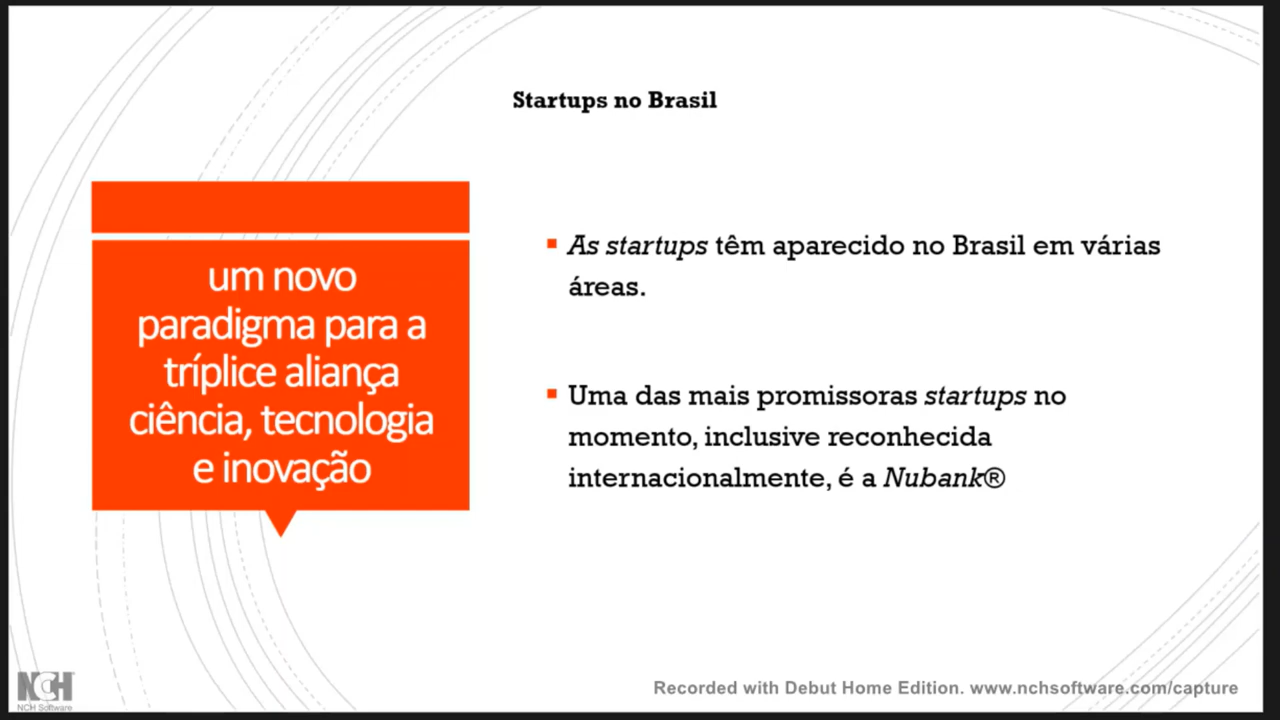 Startups no Brasil
um novo
paradigma para a
tríplice aliança
ciência, tecnologia
e inovação
As startups têm aparecido no Brasil em várias
áreas.
Uma das mais promissoras startups no
momento, inclusive reconhecida
internacionalmente, é a Nubank®
NCH
NCH Software
Recorded with Debut Home Edition. www.nchsoftware.com/capture